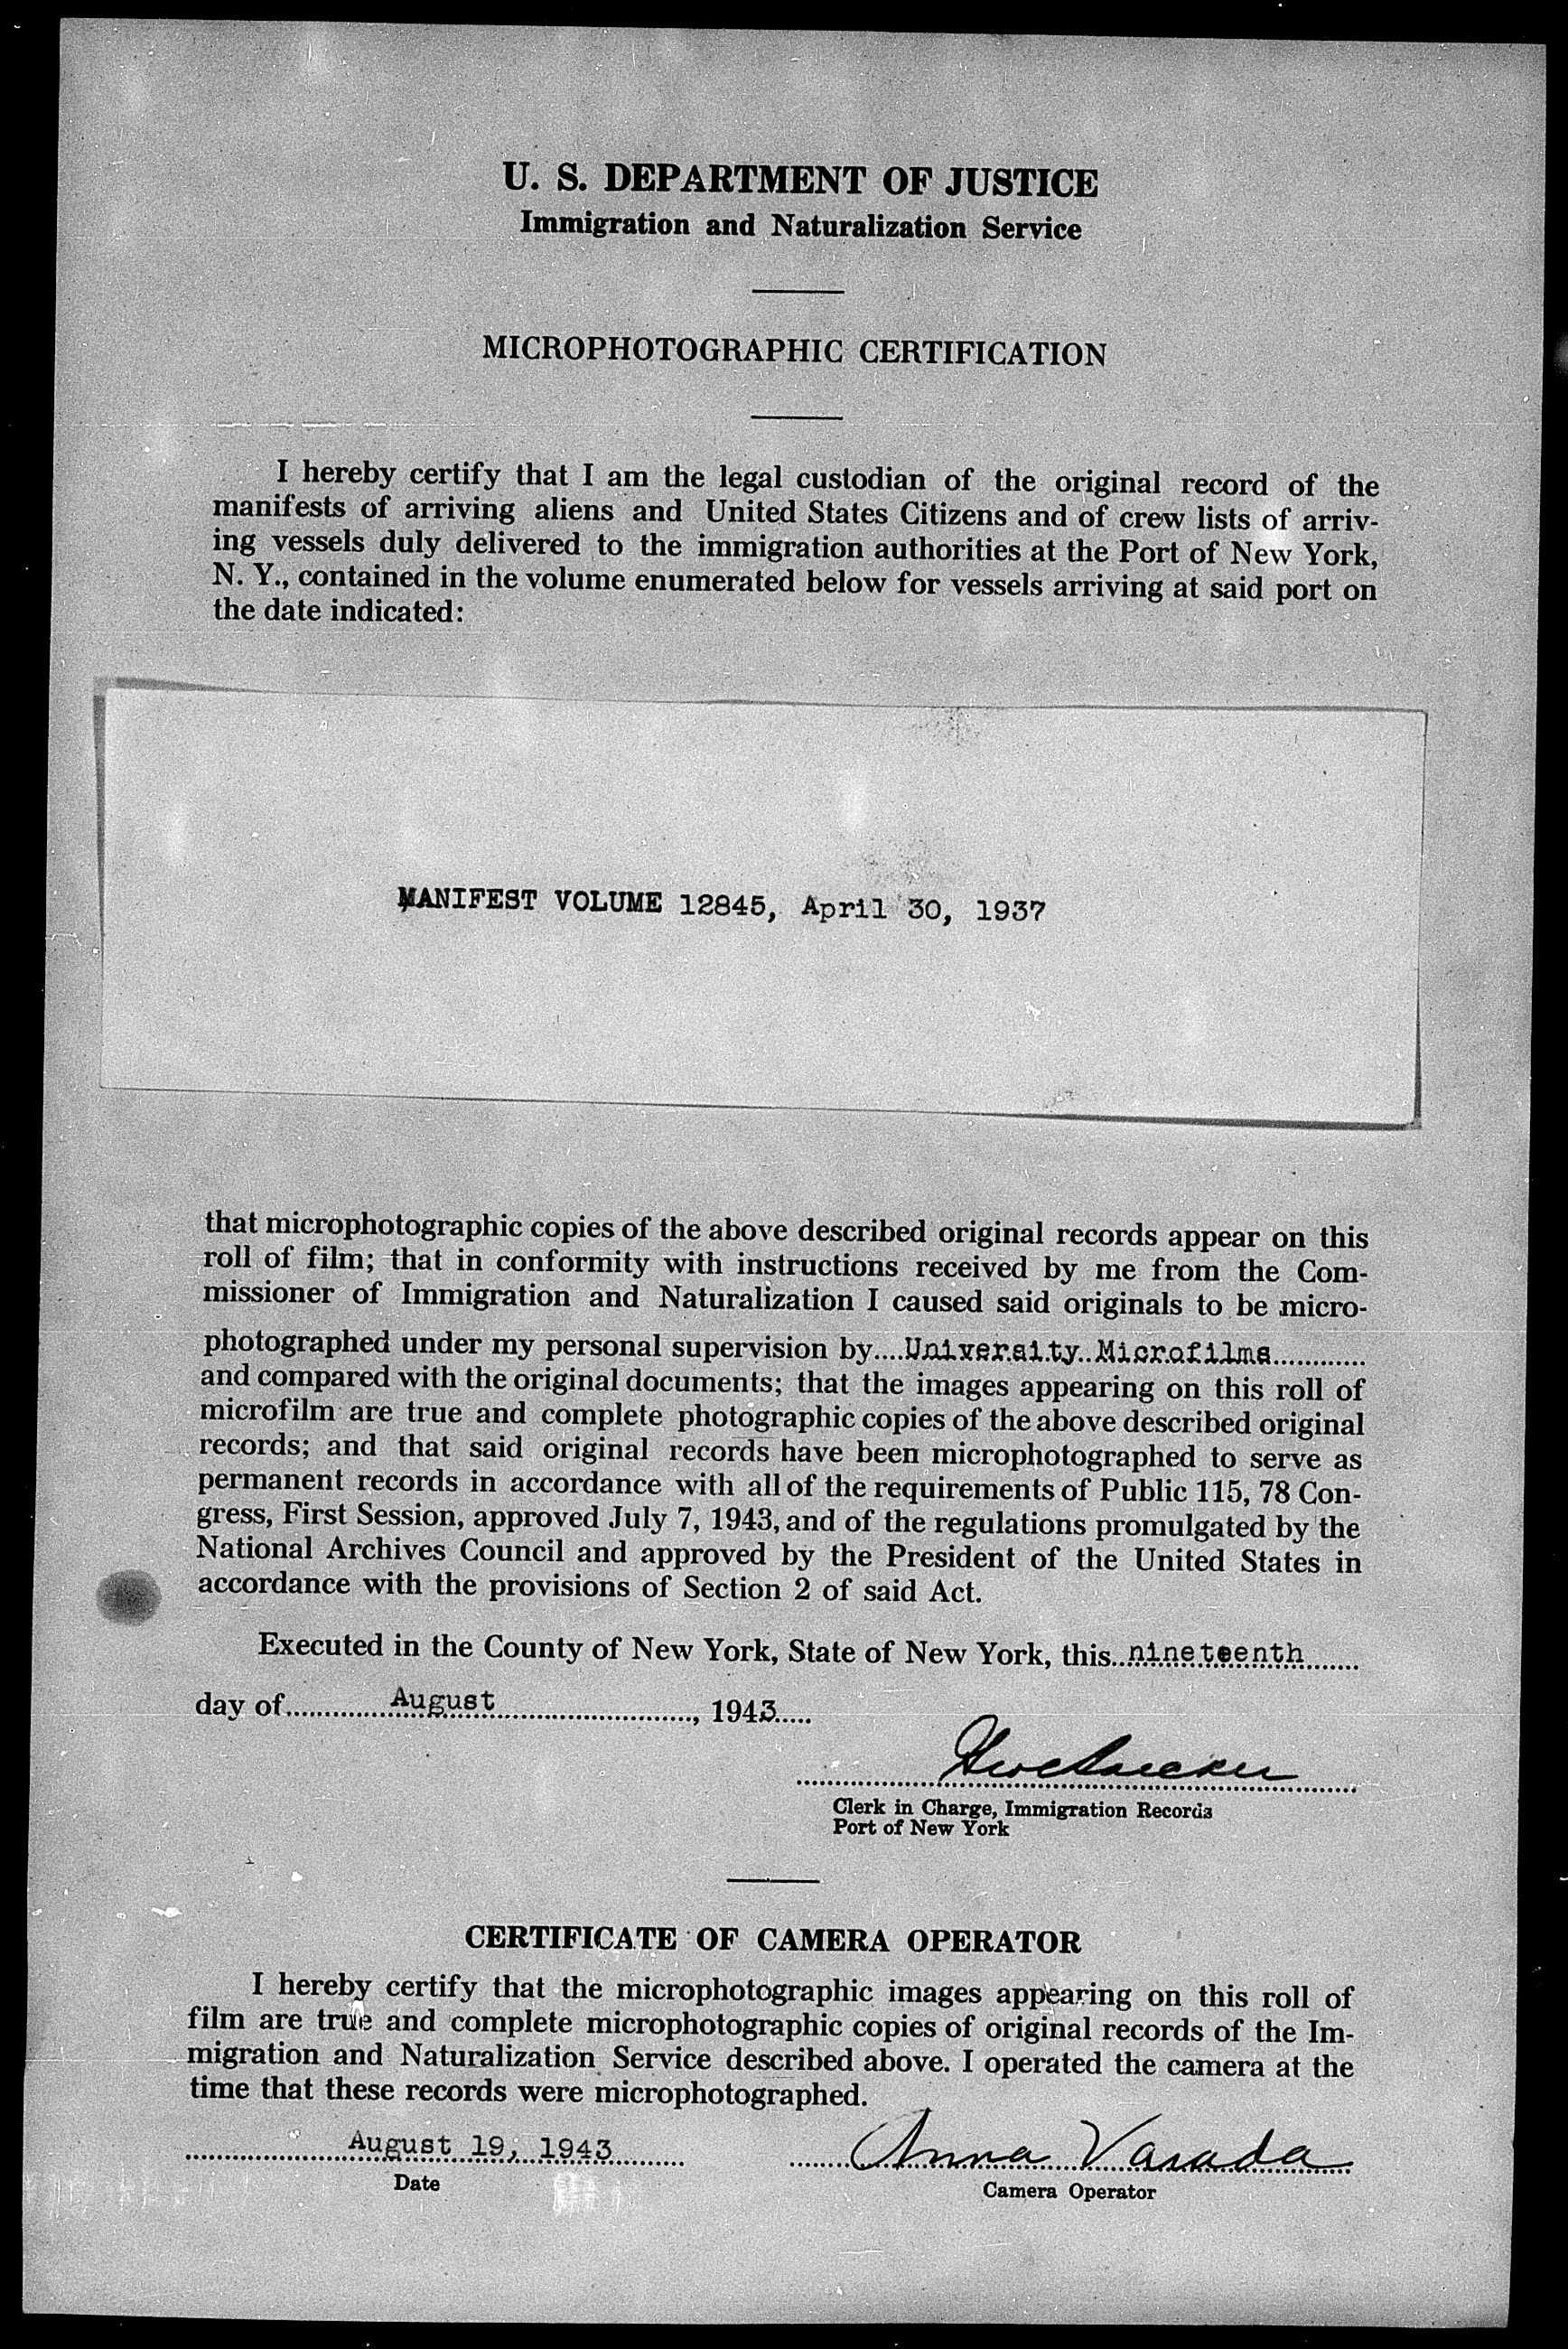 U. S. DEPARTMENT OF JUSTICE
Immigration and Naturalization Service
MICROPHOTOGRAPHIC CERTIFICATION
I hereby certify that I am the legal custodian of the original record of the
manifests of arriving aliens and United States Citizens and of crew lists of arriv-
ing vessels duly delivered to the immigration authorities at the Port of New York,
N. Y., contained in the volume enumerated below for vessels arriving at said port on
the date indicated:
MANIFEST VOLUME 12845, April 30, 1937
that microphotographic copies of the above described original records appear on this
roll of film; that in conformity with instructions received by me from the Com-
missioner of Immigration and Naturalization I caused said originals to be micro-
photographed under my personal supervision by....University Microfilms............
and compared with the original documents; that the images appearing on this roll of
microfilm are true and complete photographic copies of the above described original
records; and that said original records have been microphotographed to serve as
permanent records in accordance with all of the requirements of Public 115, 78 Con-
gress, First Session, approved July 7, 1943, and of the regulations promulgated by the
National Archives Council and approved by the President of the United States in
accordance with the provisions of Section 2 of said Act.
Executed in the County of New York, State of New York, this..nineteenth.......
day of..............August..........................., 1943.....
Clerk in Charge, Immigration Records
Port of New York
CERTIFICATE OF CAMERA OPERATOR
I hereby certify that the microphotographic images appearing on this roll of
film are true and complete microphotographic copies of original records of the Im-
migration and Naturalization Service described above. I operated the camera at the
time that these records were microphotographed.
August 19, 1943 Anna Varada
Date Camera Operator